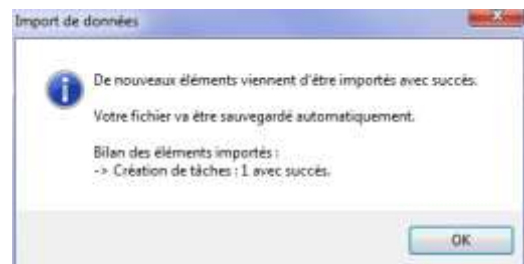 Import de données
De nouveaux éléments viennent d'être importés avec succès.
Votre fichier va être sauvegardé automatiquement.
Bilan des éléments importés :
-> Création de tâches : 1 avec succès.
OK